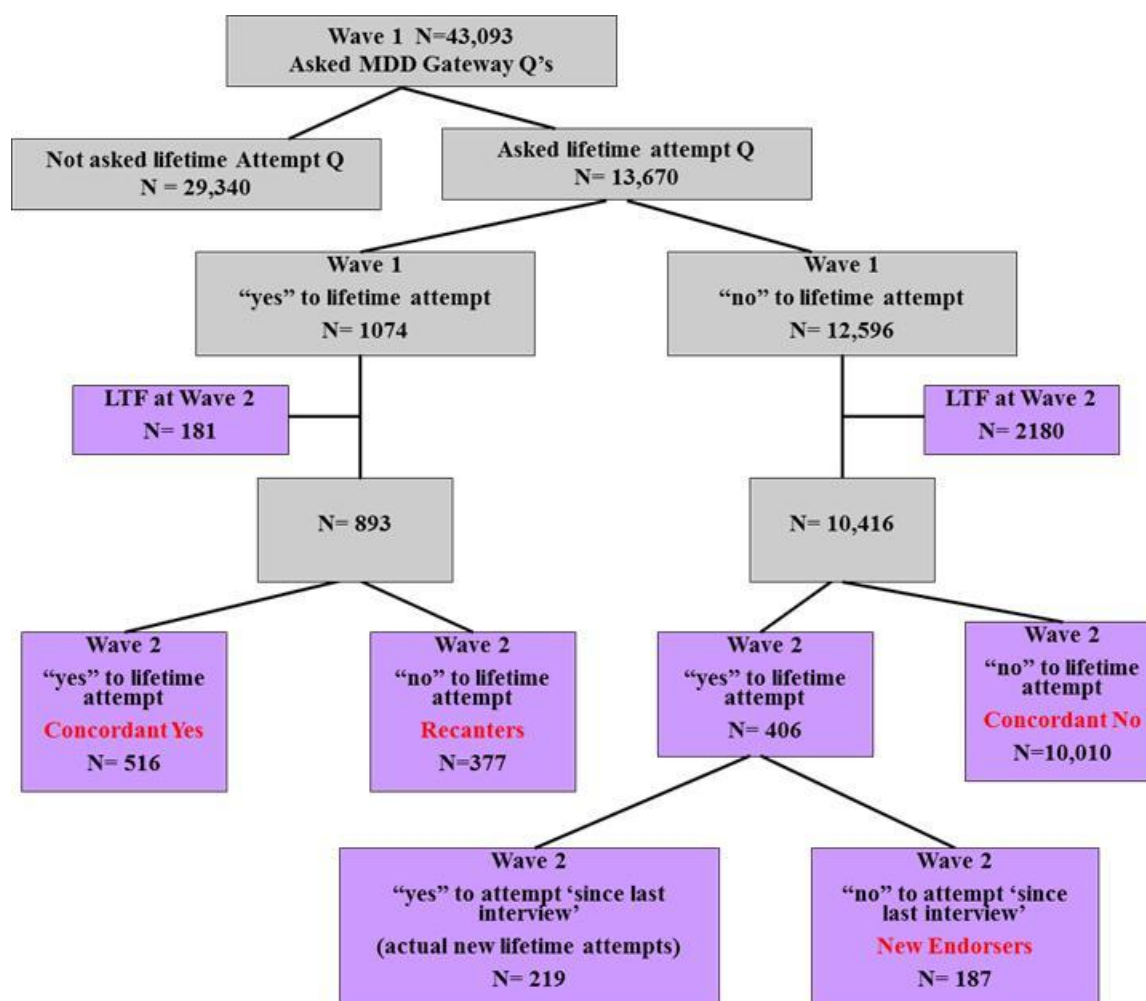 Wave 1 N=43,093
Asked MDD Gateway Q’s
Not asked lifetime Attempt Q
N = 29,340
Asked lifetime attempt Q
N= 13,670
Wave 1
“yes” to lifetime attempt
N= 1074
Wave 1
“no” to lifetime attempt
N= 12,596
LTF at Wave 2
N= 181
LTF at Wave 2
N= 2180
N= 893
N= 10,416
Wave 2
“yes” to lifetime
attempt
Concordant Yes
N= 516
Wave 2
“no” to lifetime
attempt
Recanters
N=377
Wave 2
“yes” to lifetime
attempt
N= 406
Wave 2
“no” to lifetime
attempt
Concordant No
N=10,010
Wave 2
“yes” to attempt ‘since last
interview’
(actual new lifetime attempts)
N= 219
Wave 2
“no” to attempt ‘since
last interview’
New Endorsers
N= 187